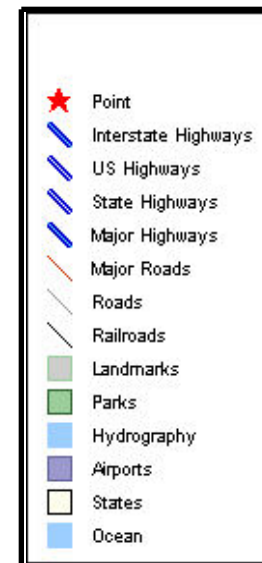 Point
Interstate Highways
US Highways
State Highways
Major Highways
Major Roads
Roads
Railroads
Landmarks
Parks
Hydrography
Airports
States
Ocean